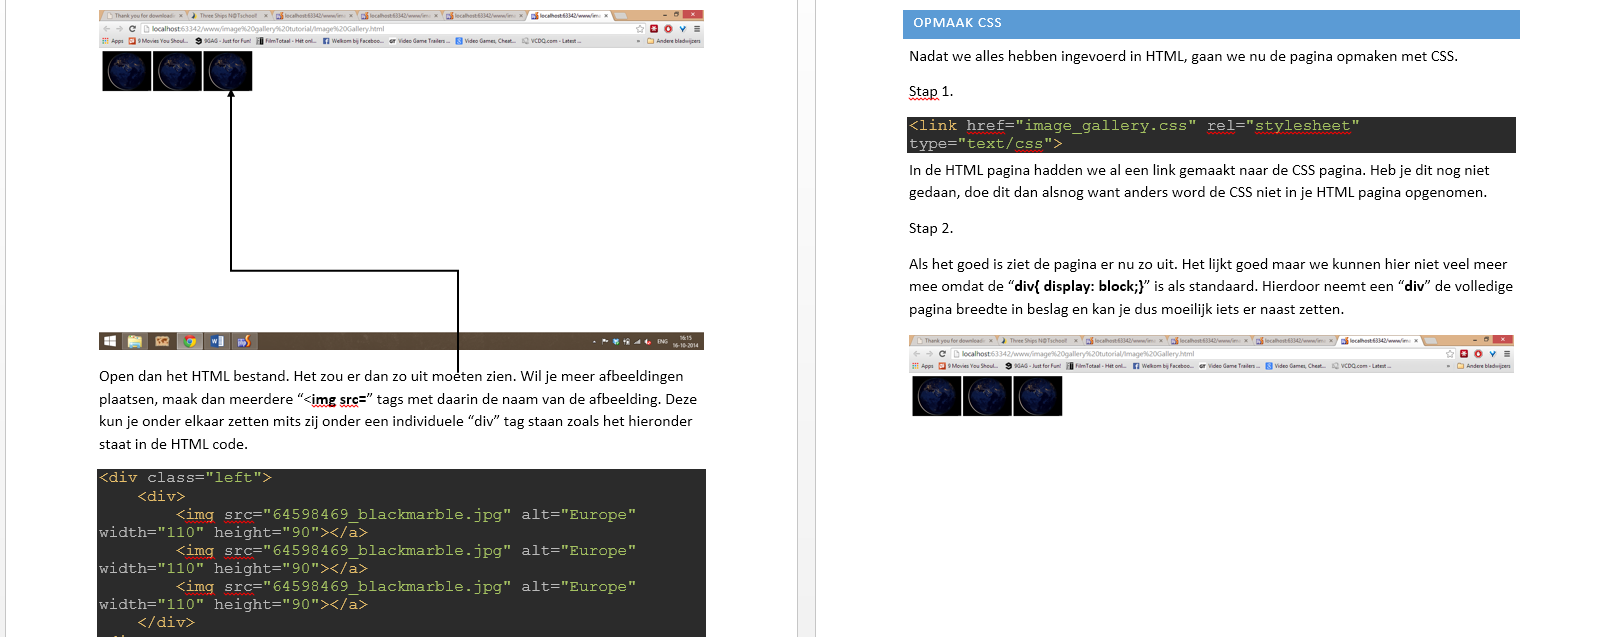 Thank you for download
Three Ships N@Tschool!
localhost:63342/www/im
localhost:63342/www/im
localhost:63342/www/im
localhost:63342/www/im
localhost:63342/www/image%20gallery%20tutorial/Image%20Gallery.html
Apps
9 Movies You Shoul...
9GAG - Just for Fun!
FilmTotaal - Hét onl...
Welkom bij Faceboo...
Video Game Trailers ...
Video Games, Cheat...
VCDQ.com - Latest ...
Andere bladwijzers
ENG
16:15
16-10-2014
Open dan het HTML bestand. Het zou er dan zo uit moeten zien. Wil je meer afbeeldingen
plaatsen, maak dan meerdere “<img src=” tags met daarin de naam van de afbeelding. Deze
kun je onder elkaar zetten mits zij onder een individuele “div” tag staan zoals het hieronder
staat in de HTML code.
<div class="left">
<div>
<img src="64598469_blackmarble.jpg" alt="Europe"
width="110" height="90"></a>
<img src="64598469_blackmarble.jpg" alt="Europe"
width="110" height="90"></a>
<img src="64598469_blackmarble.jpg" alt="Europe"
width="110" height="90"></a>
</div>
OPMAAK CSS
Nadat we alles hebben ingevoerd in HTML, gaan we nu de pagina opmaken met CSS.
Stap 1.
<link href="image_gallery.css" rel="stylesheet"
type="text/css">
In de HTML pagina hadden we al een link gemaakt naar de CSS pagina. Heb je dit nog niet
gedaan, doe dit dan alsnog want anders word de CSS niet in je HTML pagina opgenomen.
Stap 2.
Als het goed is ziet de pagina er nu zo uit. Het lijkt goed maar we kunnen hier niet veel meer
mee omdat de “div{ display: block;}” is als standaard. Hierdoor neemt een “div” de volledige
pagina breedte in beslag en kan je dus moeilijk iets er naast zetten.
Thank you for download
Three Ships N@Tschool!
localhost:63342/www/im
localhost:63342/www/im
localhost:63342/www/im
localhost:63342/www/im
localhost:63342/www/image%20gallery%20tutorial/Image%20Gallery.html
Apps
9 Movies You Shoul...
9GAG - Just for Fun!
FilmTotaal - Hét onl...
Welkom bij Faceboo...
Video Game Trailers ...
Video Games, Cheat...
VCDQ.com - Latest ...
Andere bladwijzers